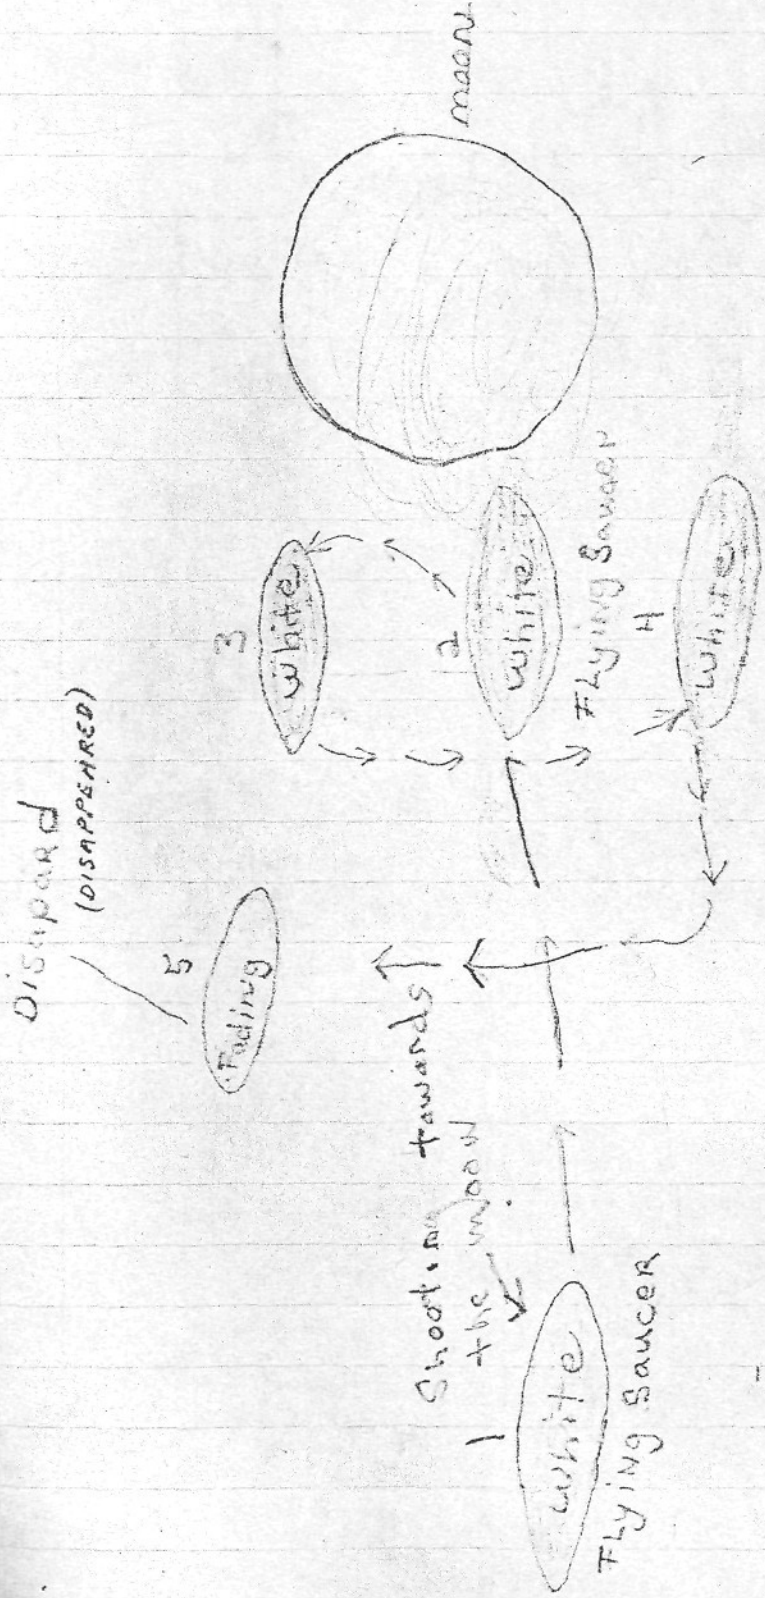 Disapard
(DISAPPEARED)
5
Fading
3
White
Shooting towards
the moon
1
White
FLyiNg SauceR
2
White
FLying Saucer
moon
4
White